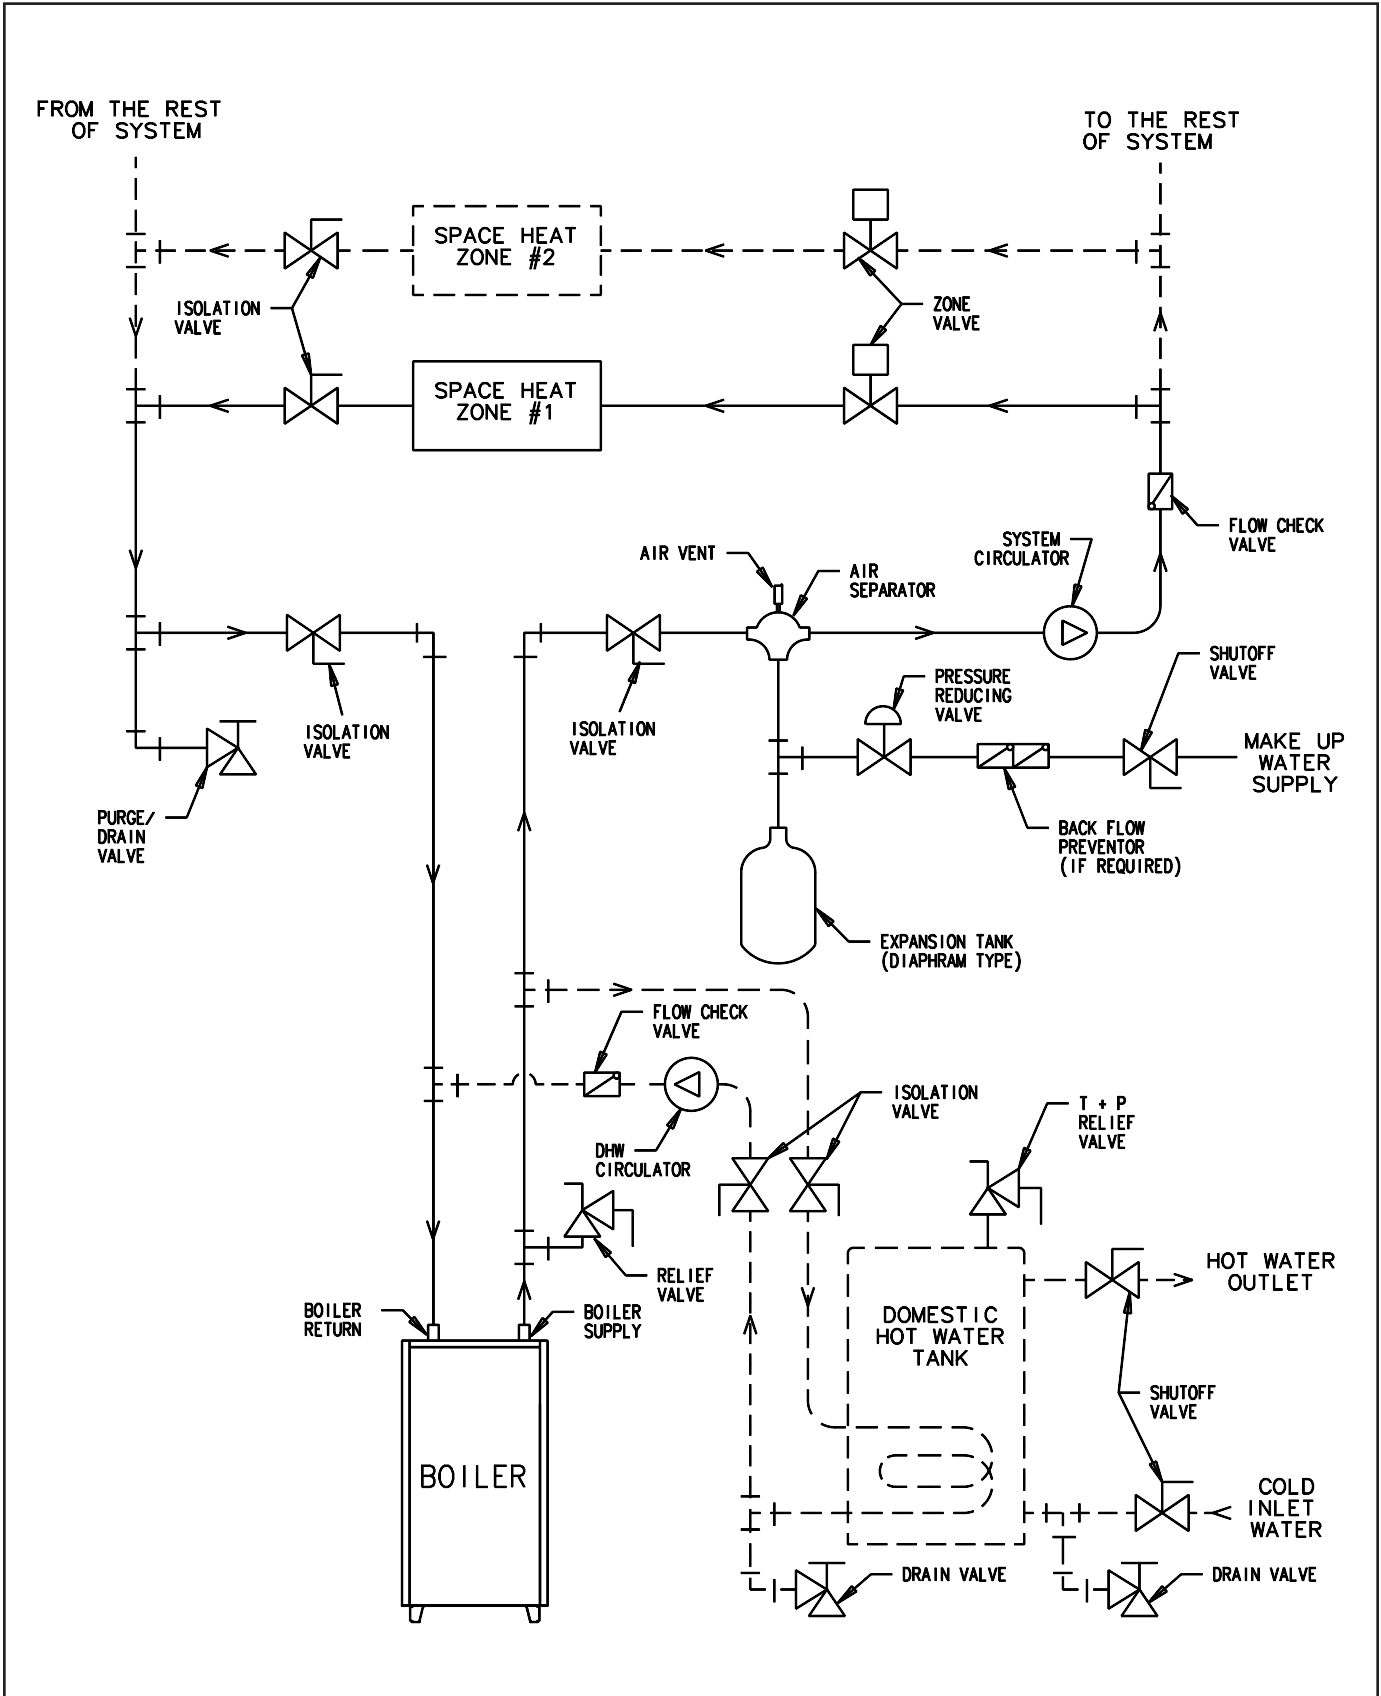 FROM THE REST
OF SYSTEM
TO THE REST
OF SYSTEM
SPACE HEAT
ZONE #2
ISOLATION
VALVE
ZONE
VALVE
SPACE HEAT
ZONE #1
FLOW CHECK
VALVE
SYSTEM
CIRCULATOR
AIR VENT
AIR
SEPARATOR
SHUTOFF
VALVE
PRESSURE
REDUCING
VALVE
ISOLATION
VALVE
ISOLATION
VALVE
MAKE UP
WATER
SUPPLY
PURGE/
DRAIN
VALVE
BACK FLOW
PREVENTOR
(IF REQUIRED)
EXPANSION TANK
(DIAPHRAM TYPE)
FLOW CHECK
VALVE
ISOLATION
VALVE
T + P
RELIEF
VALVE
DHW
CIRCULATOR
RELIEF
VALVE
HOT WATER
OUTLET
BOILER
RETURN
BOILER
SUPPLY
DOMESTIC
HOT WATER
TANK
SHUTOFF
VALVE
BOILER
COLD
INLET
WATER
DRAIN VALVE
DRAIN VALVE